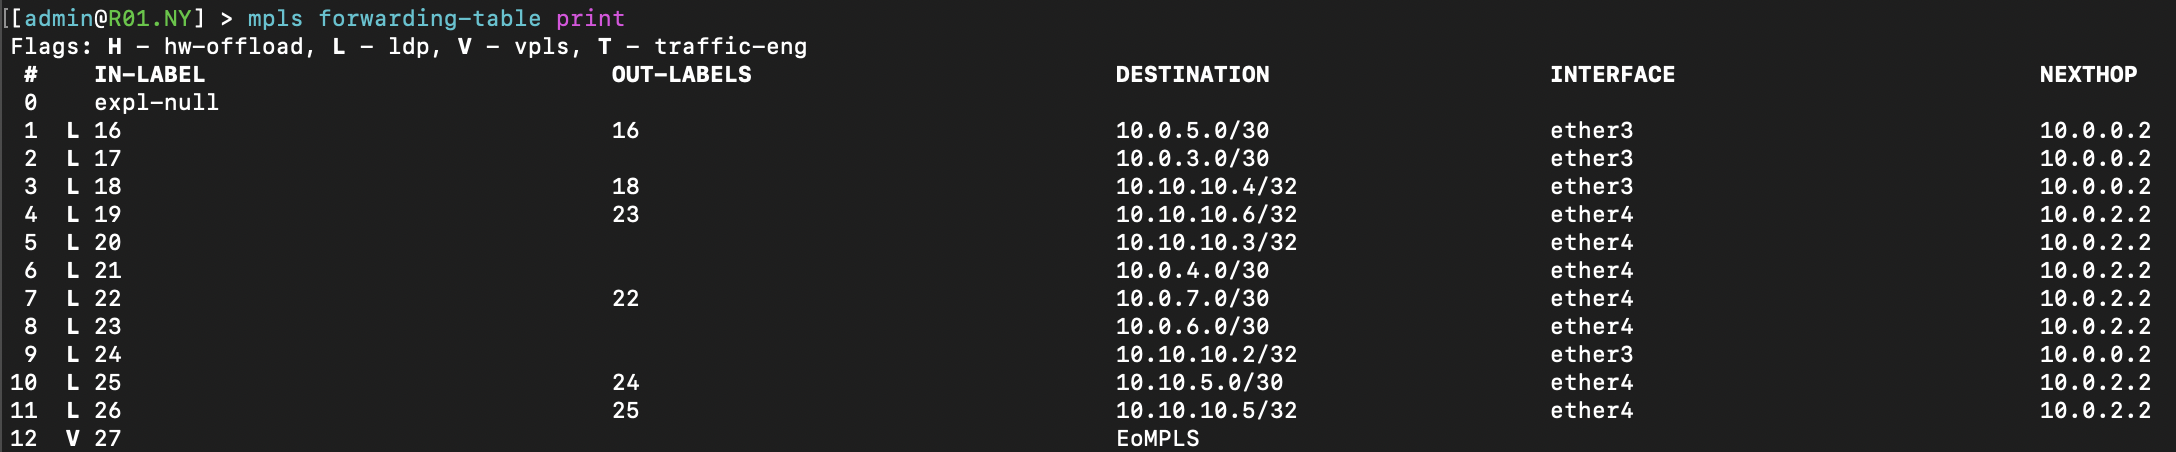 [[admin@R01.NY] > mpls forwarding-table print
Flags: H - hw-offload, L - ldp, V - vpls, T - traffic-eng
#    IN-LABEL    OUT-LABELS    DESTINATION    INTERFACE    NEXTHOP
0    expl-null
1  L 16    16    10.0.5.0/30    ether3    10.0.0.2
2  L 17    10.0.3.0/30    ether3    10.0.0.2
3  L 18    18    10.10.10.4/32    ether3    10.0.0.2
4  L 19    23    10.10.10.6/32    ether4    10.0.2.2
5  L 20    10.10.10.3/32    ether4    10.0.2.2
6  L 21    10.0.4.0/30    ether4    10.0.2.2
7  L 22    22    10.0.7.0/30    ether4    10.0.2.2
8  L 23    10.0.6.0/30    ether4    10.0.2.2
9  L 24    10.10.10.2/32    ether3    10.0.0.2
10  L 25    24    10.10.5.0/30    ether4    10.0.2.2
11  L 26    25    10.10.10.5/32    ether4    10.0.2.2
12  V 27    EoMPLS